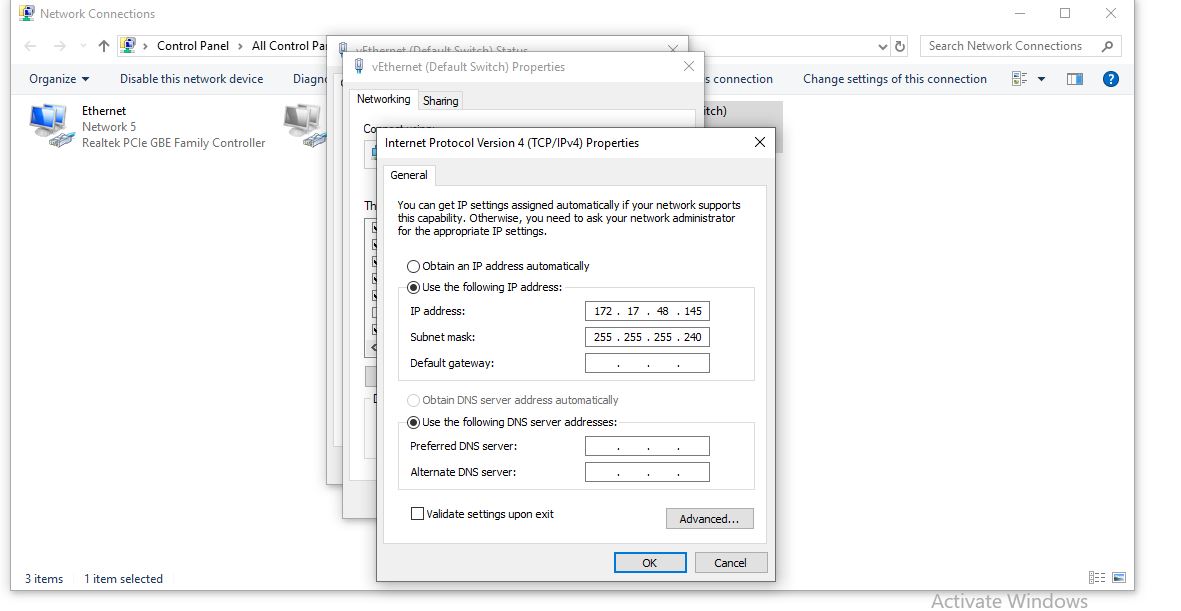 Network Connections
Control Panel > All Control Pa
Search Network Connections
Organize
Disable this network device
Diagn
s connection
Change settings of this connection
Ethernet
Network 5
Realtek PCIe GBE Family Controller
itch)
vEthernet (Default Switch) Status
vEthernet (Default Switch) Properties
Networking
Sharing
Connect using:
Th
Internet Protocol Version 4 (TCP/IPv4) Properties
General
You can get IP settings assigned automatically if your network supports
this capability. Otherwise, you need to ask your network administrator
for the appropriate IP settings.
Obtain an IP address automatically
Use the following IP address:
IP address: 172 . 17 . 48 . 145
Subnet mask: 255 . 255 . 255 . 240
Default gateway: . . .
Obtain DNS server address automatically
Use the following DNS server addresses:
Preferred DNS server: . . .
Alternate DNS server: . . .
Validate settings upon exit
Advanced...
OK
Cancel
3 items
1 item selected
Activate Windows